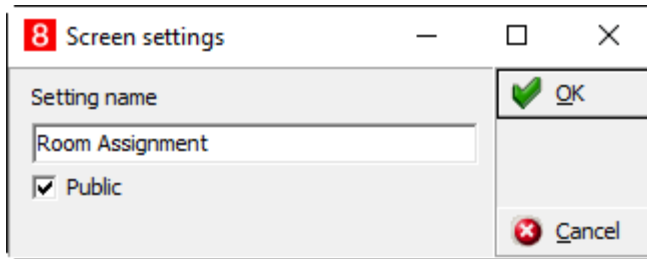 8 Screen settings
Setting name
OK
Room Assignment
Public
Cancel